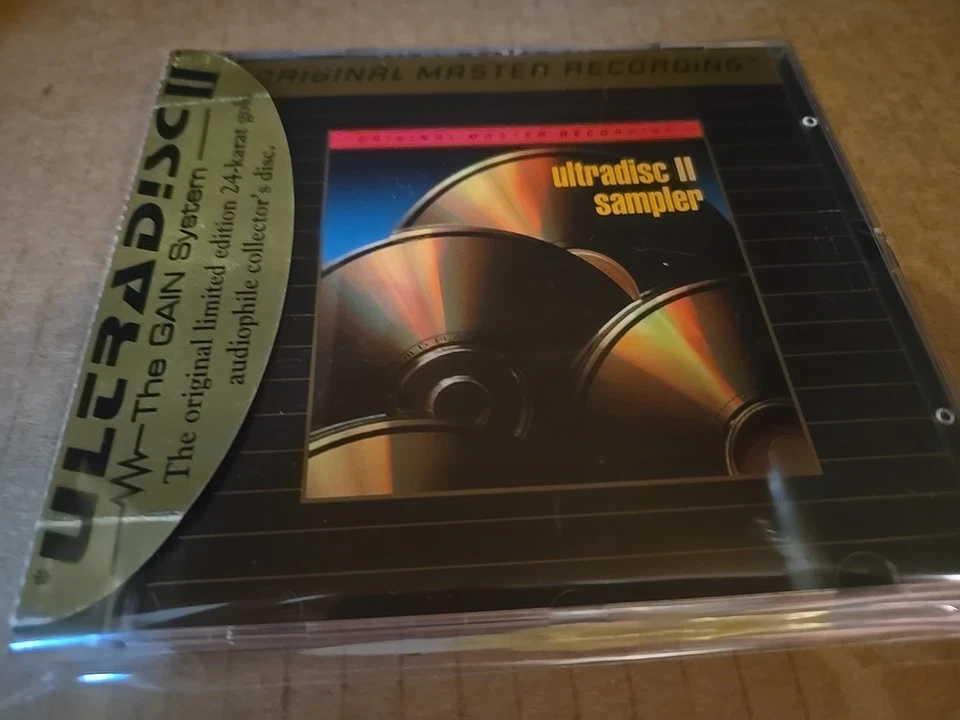 ORIGINAL MASTER RECORDING™
ORIGINAL MASTER RECORDING
ultradisc II
sampler
ULTRADISC II
The GAIN System
The original limited edition 24-karat gold
audiophile collector's disc.